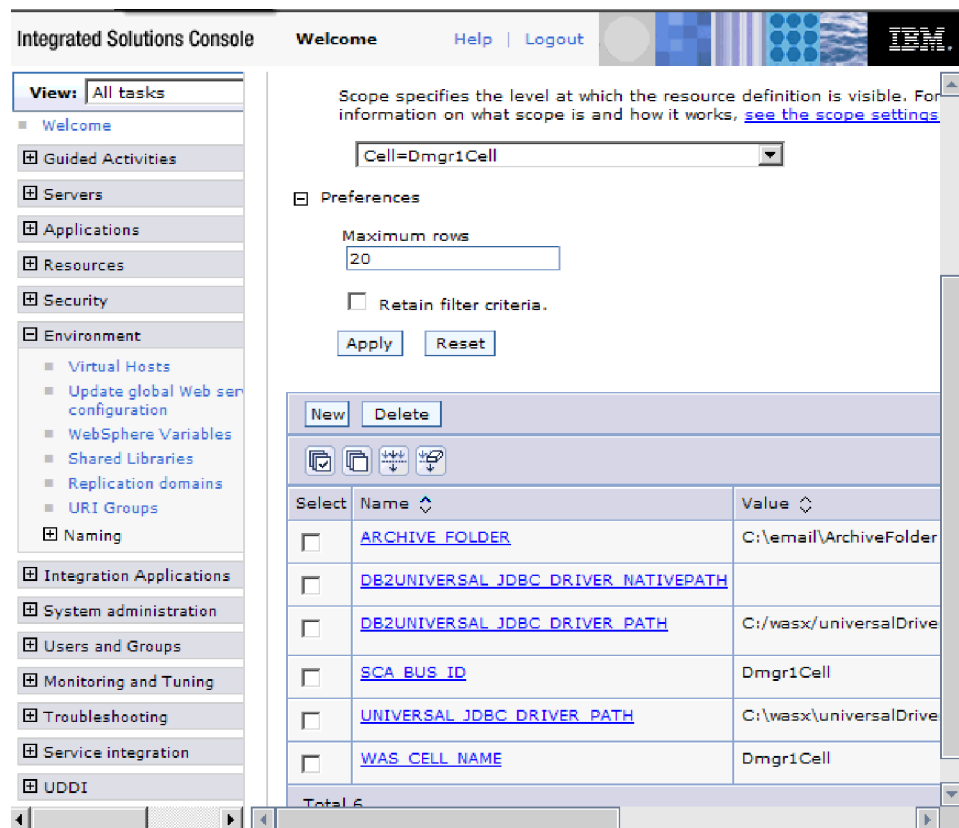 Integrated Solutions Console Welcome Help | Logout IBM.
View: All tasks
Welcome
Guided Activities
Servers
Applications
Resources
Security
Environment
Virtual Hosts
Update global Web ser
configuration
WebSphere Variables
Shared Libraries
Replication domains
URI Groups
Naming
Integration Applications
System administration
Users and Groups
Monitoring and Tuning
Troubleshooting
Service integration
UDDI
Scope specifies the level at which the resource definition is visible. For
information on what scope is and how it works, see the scope settings
Cell=Dmgr1Cell
Preferences
Maximum rows
20
Retain filter criteria.
Apply Reset
New Delete
Select Name Value
ARCHIVE_FOLDER C:\email\ArchiveFolder
DB2UNIVERSAL_JDBC_DRIVER_NATIVEPATH
DB2UNIVERSAL_JDBC_DRIVER_PATH C:/wasx/universalDrive
SCA_BUS_ID Dmgr1Cell
UNIVERSAL_JDBC_DRIVER_PATH C:\wasx\universalDrive
WAS_CELL_NAME Dmgr1Cell
Total 6